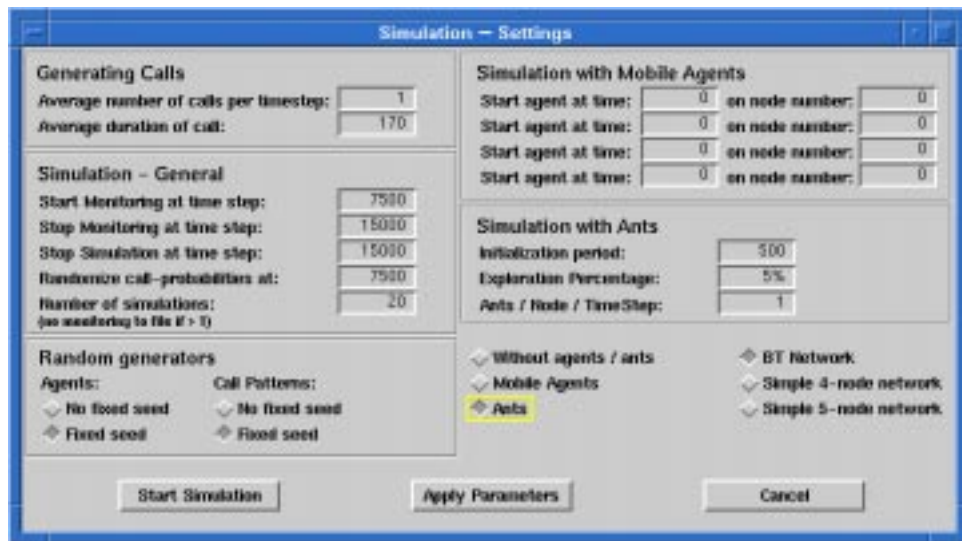 Simulation – Settings
Generating Calls
Average number of calls per timestep: 1
Average duration of call: 170
Simulation – General
Start Monitoring at time step: 7500
Stop Monitoring at time step: 15000
Stop Simulation at time step: 15000
Randomize call-probabilities at: 7500
Number of simulations: 20
(no monitoring to file if > 1)
Random generators
Agents: Call Patterns:
No fixed seed No fixed seed
Fixed seed Fixed seed
Simulation with Mobile Agents
Start agent at time: 0 on node number: 0
Start agent at time: 0 on node number: 0
Start agent at time: 0 on node number: 0
Start agent at time: 0 on node number: 0
Simulation with Ants
Initialization period: 500
Exploration Percentage: 5%
Ants / Node / TimeStep: 1
Without agents / ants BT Network
Mobile Agents Simple 4-node network
Ants Simple 5-node network
Start Simulation Apply Parameters Cancel